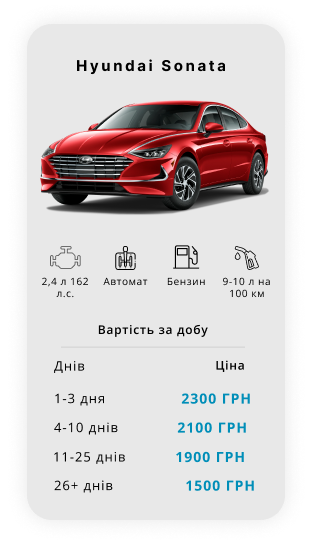 Hyundai Sonata
2,4 л 162 л.с.
Автомат
Бензин
9-10 л на 100 км
Вартість за добу
Днів Ціна
1-3 дня 2300 ГРН
4-10 днів 2100 ГРН
11-25 днів 1900 ГРН
26+ днів 1500 ГРН